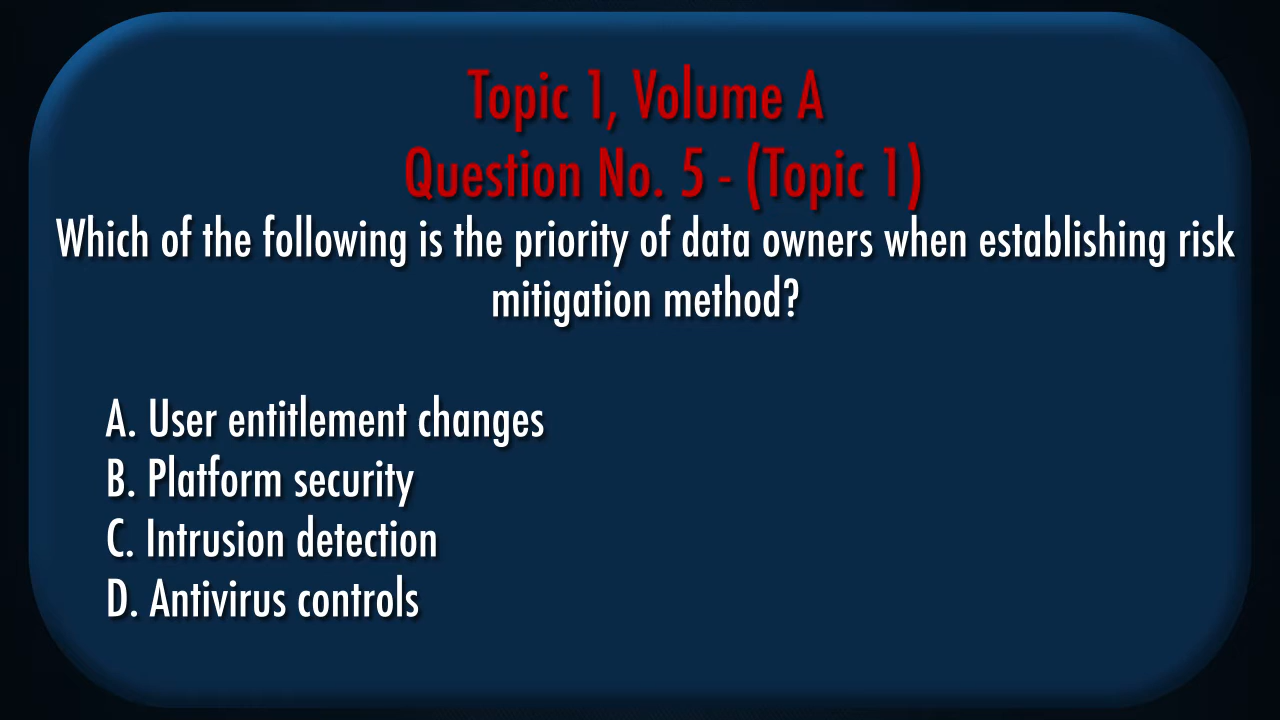 Topic 1, Volume A
Question No. 5 - (Topic 1)
Which of the following is the priority of data owners when establishing risk
mitigation method?
A. User entitlement changes
B. Platform security
C. Intrusion detection
D. Antivirus controls